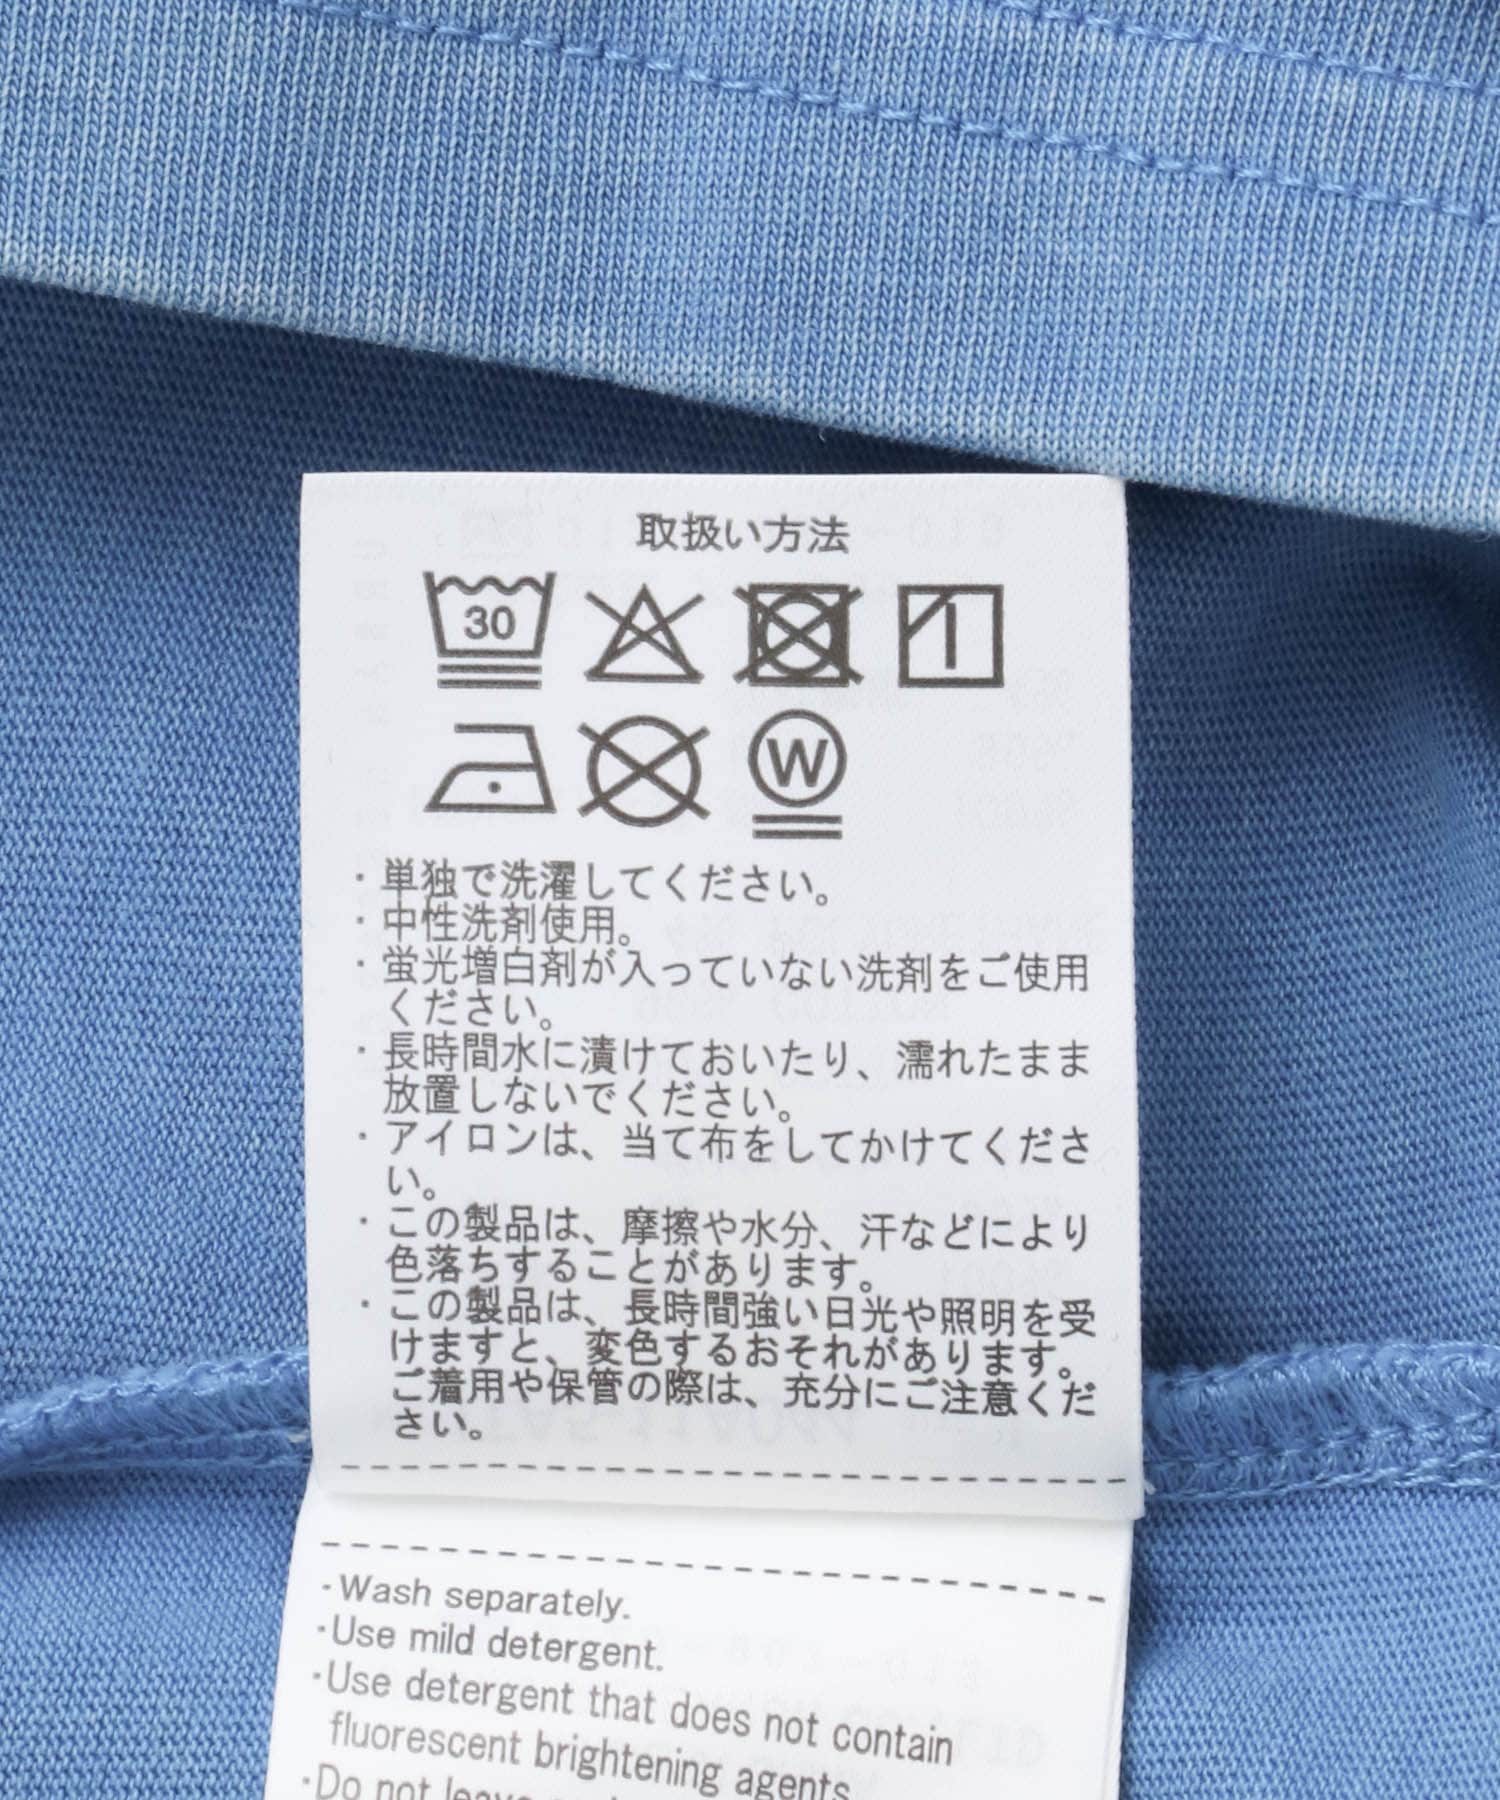 取扱い方法
30
W
・単独で洗濯してください。
・中性洗剤使用。
・蛍光増白剤が入っていない洗剤をご使用
ください。
・長時間水に漬けておいたり、濡れたまま
放置しないでください。
・アイロンは、当て布をしてかけてくださ
い。
・この製品は、摩擦や水分、汗などにより
色落ちすることがあります。
・この製品は、長時間強い日光や照明を受
けますと、変色するおそれがあります。
ご着用や保管の際は、充分にご注意くだ
さい。
・Wash separately.
・Use mild detergent.
・Use detergent that does not contain
fluorescent brightening agents
・Do not leave